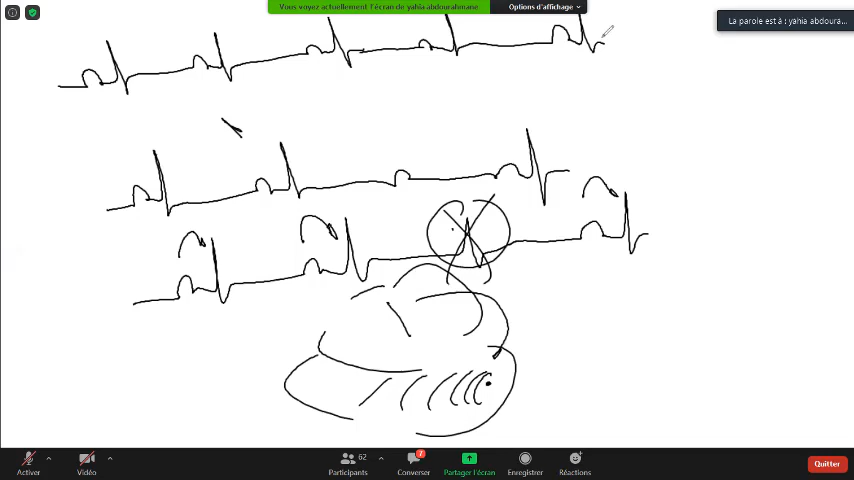 Vous voyez actuellement l'écran de yahia abdourahmane
Options d'affichage
La parole est à : yahia abdoura...
62
7
Activer
Vidéo
Participants
Converser
Partager l'écran
Enregistrer
Réactions
Quitter